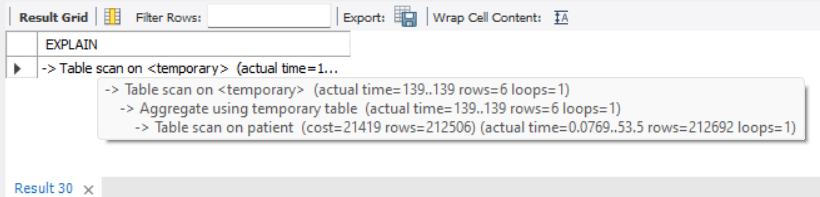 Result Grid Filter Rows: Export: Wrap Cell Content: IA
EXPLAIN
-> Table scan on <temporary> (actual time=1...
-> Table scan on <temporary> (actual time=139..139 rows=6 loops=1)
-> Aggregate using temporary table (actual time=139..139 rows=6 loops=1)
-> Table scan on patient (cost=21419 rows=212506) (actual time=0.0769..53.5 rows=212692 loops=1)
Result 30 ×